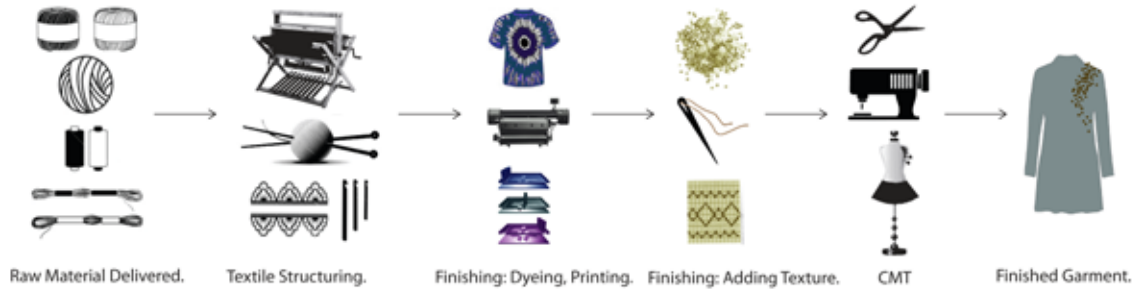 Raw Material Delivered.
Textile Structuring.
Finishing: Dyeing, Printing.
Finishing: Adding Texture.
CMT
Finished Garment.